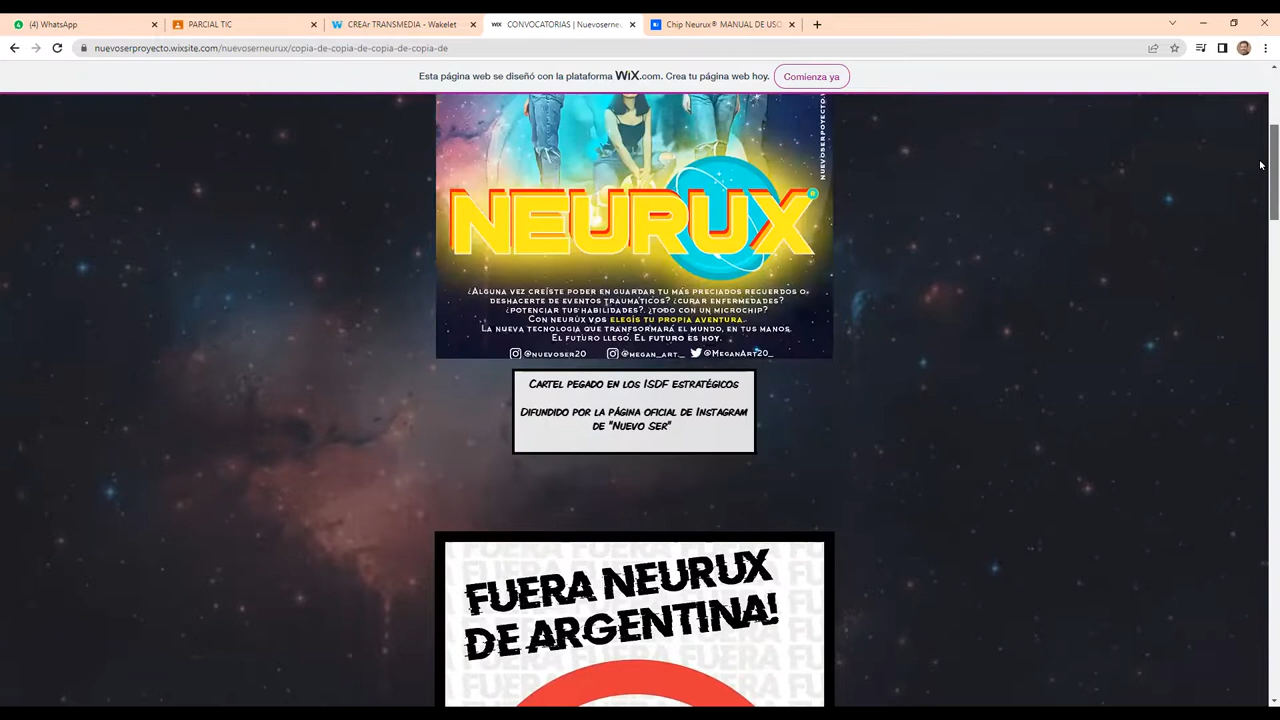 (4) WhatsApp
PARCIAL TIC
CREAr TRANSMEDIA - Wakelet
WiX CONVOCATORIAS | Nuevoserne
Chip Neurux® MANUAL DE USO
nuevoserproyecto.wixsite.com/nuevoserneurux/copia-de-copia-de-copia-de-copia-de
Esta página web se diseñó con la plataforma WiX.com. Crea tu página web hoy.
Comienza ya
NUEVOSERPROYECTO.
NEURUX
®
¿ALGUNA VEZ CREÍSTE PODER EN GUARDAR TU MÁS PRECIADOS RECUERDOS O
DESHACERTE DE EVENTOS TRAUMÁTICOS? ¿CURAR ENFERMEDADES?
¿POTENCIAR TUS HABILIDADES?. ¿TODO CON UN MICROCHIP?
CON NEURUX VOS ELEGÍS TU PROPIA AVENTURA.
LA NUEVA TECNOLOGIA QUE TRANSFORMARÁ EL MUNDO, EN TUS MANOS.
EL FUTURO LLEGÓ. EL FUTURO ES HOY.
@NUEVOSER20 @MEGAN_ART._ @MEGANART20_
CARTEL PEGADO EN LOS ISDF ESTRATÉGICOS
DIFUNDIDO POR LA PÁGINA OFICIAL DE INSTAGRAM
DE "NUEVO SER"
FUERA NEURUX
DE ARGENTINA!